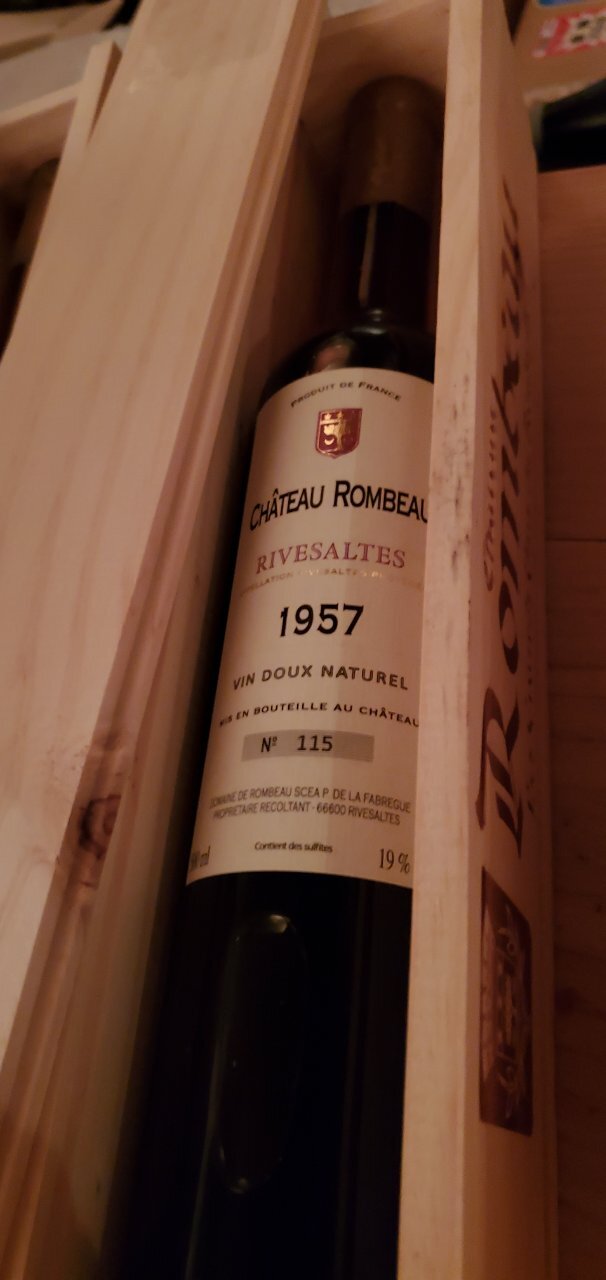 PRODUIT DE FRANCE
CHÂTEAU ROMBEAU
RIVESALTES
1957
VIN DOUX NATUREL
MIS EN BOUTEILLE AU CHÂTEAU
Nº 115
DOMAINE DE ROMBEAU SCEA P. DE LA FABREGUE
PROPRIETAIRE RECOLTANT - 66600 RIVESALTES
Contient des sulfites
19 %
Rombeau